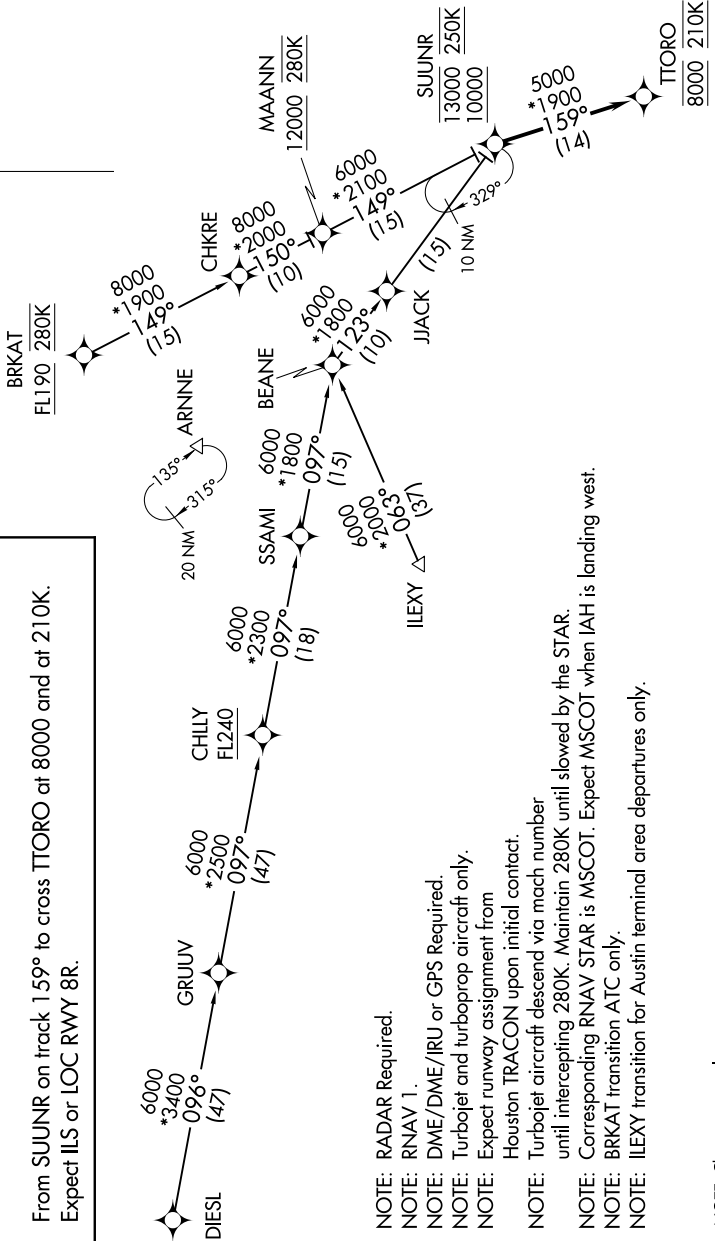 From SUUNR on track 159° to cross TTORO at 8000 and at 210K.
Expect ILS or LOC RWY 8R.
BRKAT
FL190 280K
8000
*1900
149°
(15)
CHKRE
8000
*2000
150°
(10)
MAANN
12000 280K
6000
*2100
149°
(15)
SUUNR
13000 250K
10000
5000
*1900
159°
(14)
TTORO
8000 210K
329°
10 NM
(15)
JJACK
6000
*1800
123°
(10)
BEANE
ARNNE
135°
315°
20 NM
6000
*1800
097°
(15)
SSAMI
6000
*2000
063°
(37)
ILEXY
6000
*2300
097°
(18)
CHLLY
FL240
6000
*2500
097°
(47)
GRUUV
6000
*3400
096°
(47)
DIESL
NOTE: RADAR Required.
NOTE: RNAV 1.
NOTE: DME/DME/IRU or GPS Required.
NOTE: Turbojet and turboprop aircraft only.
NOTE: Expect runway assignment from
Houston TRACON upon initial contact.
NOTE: Turbojet aircraft descend via mach number
until intercepting 280K. Maintain 280K until slowed by the STAR.
NOTE: Corresponding RNAV STAR is MSCOT. Expect MSCOT when IAH is landing west.
NOTE: BRKAT transition ATC only.
NOTE: ILEXY transition for Austin terminal area departures only.